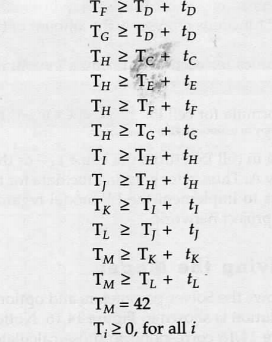 T_F ≥ T_D + t_D
T_G ≥ T_D + t_D
T_H ≥ T_C + t_C
T_H ≥ T_E + t_E
T_H ≥ T_F + t_F
T_H ≥ T_G + t_G
T_I ≥ T_H + t_H
T_J ≥ T_H + t_H
T_K ≥ T_I + t_I
T_L ≥ T_J + t_J
T_M ≥ T_K + t_K
T_M ≥ T_L + t_L
T_M = 42
T_i ≥ 0, for all i